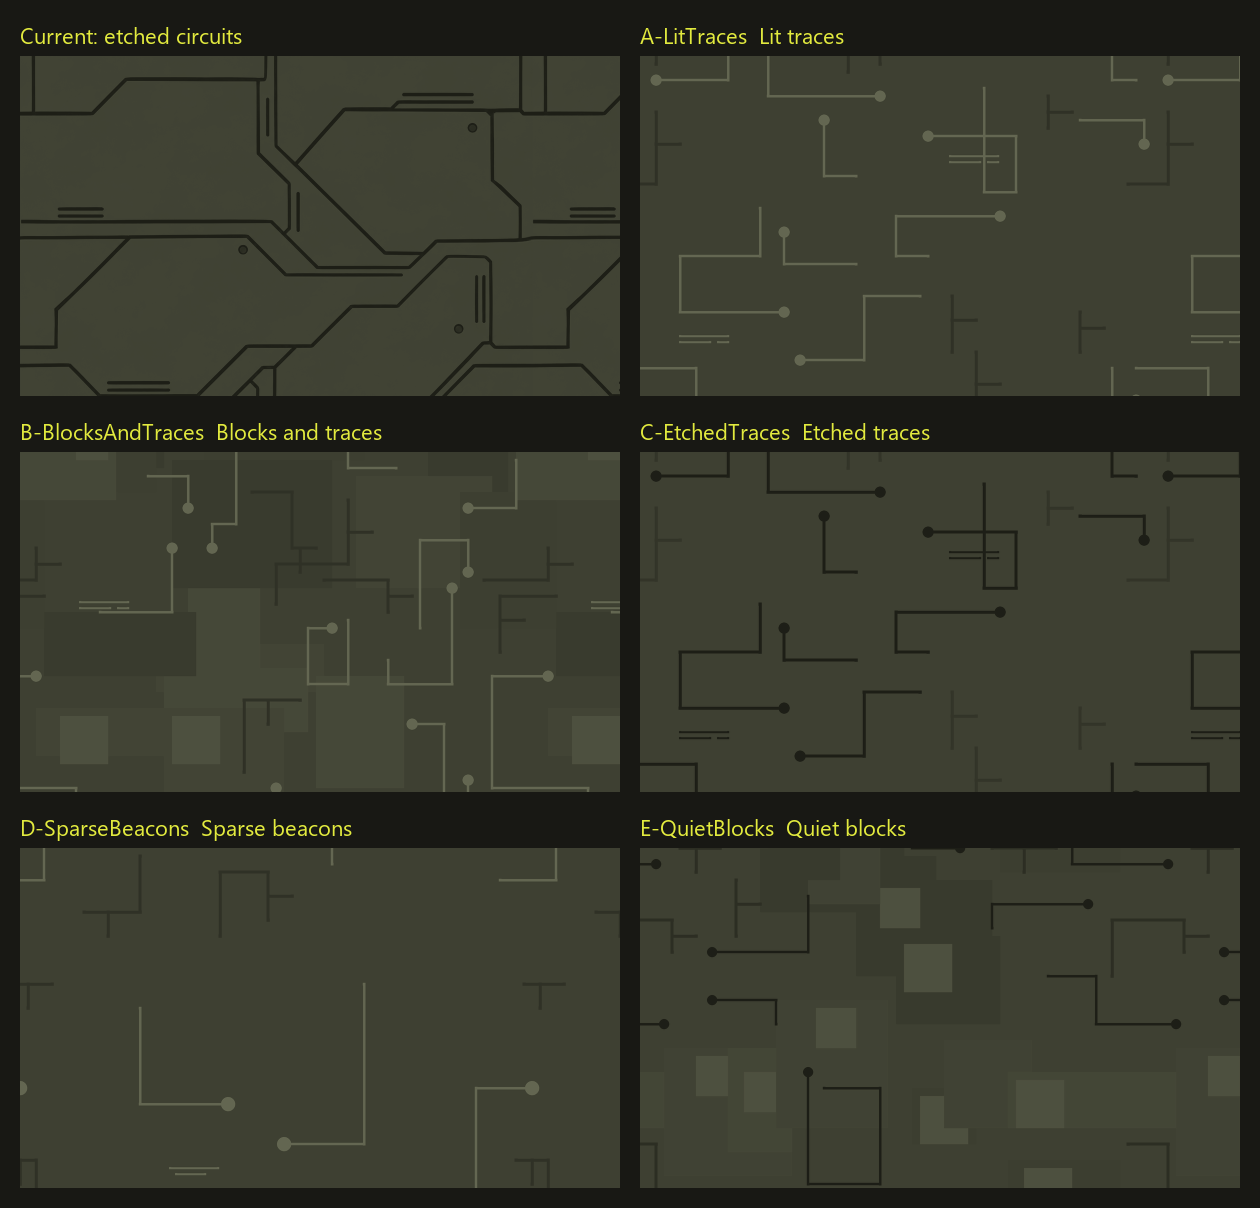 Current: etched circuits
A-LitTraces  Lit traces
B-BlocksAndTraces  Blocks and traces
C-EtchedTraces  Etched traces
D-SparseBeacons  Sparse beacons
E-QuietBlocks  Quiet blocks